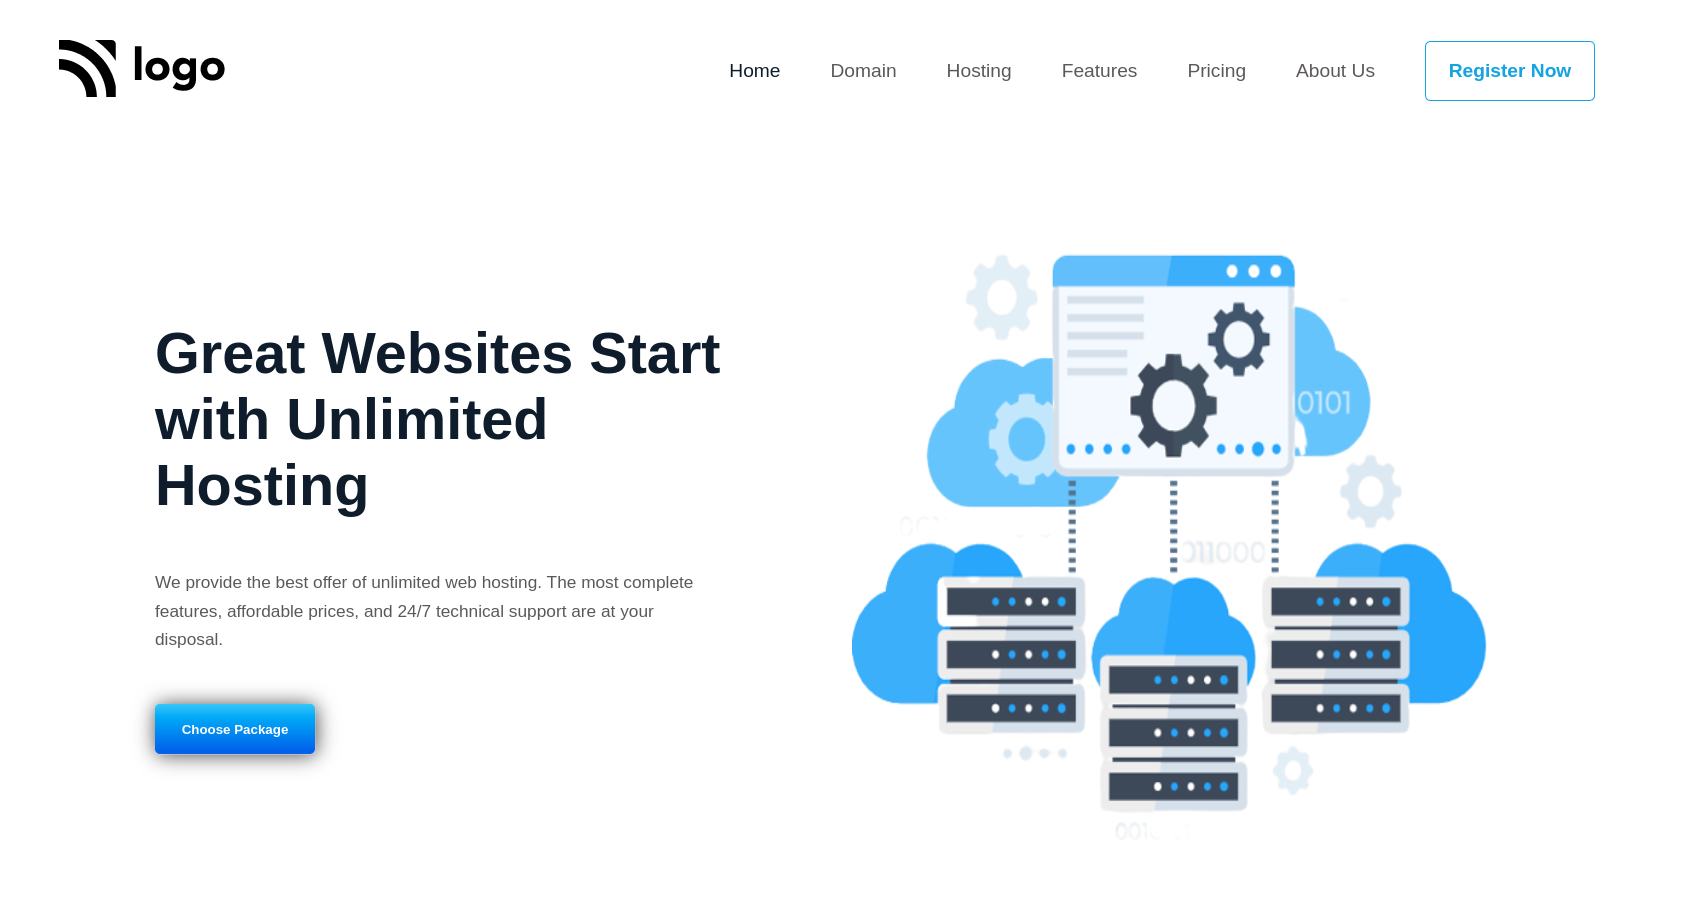 logo
Home Domain Hosting Features Pricing About Us Register Now
Great Websites Start
with Unlimited
Hosting
We provide the best offer of unlimited web hosting. The most complete
features, affordable prices, and 24/7 technical support are at your
disposal.
Choose Package
0101
011000
001